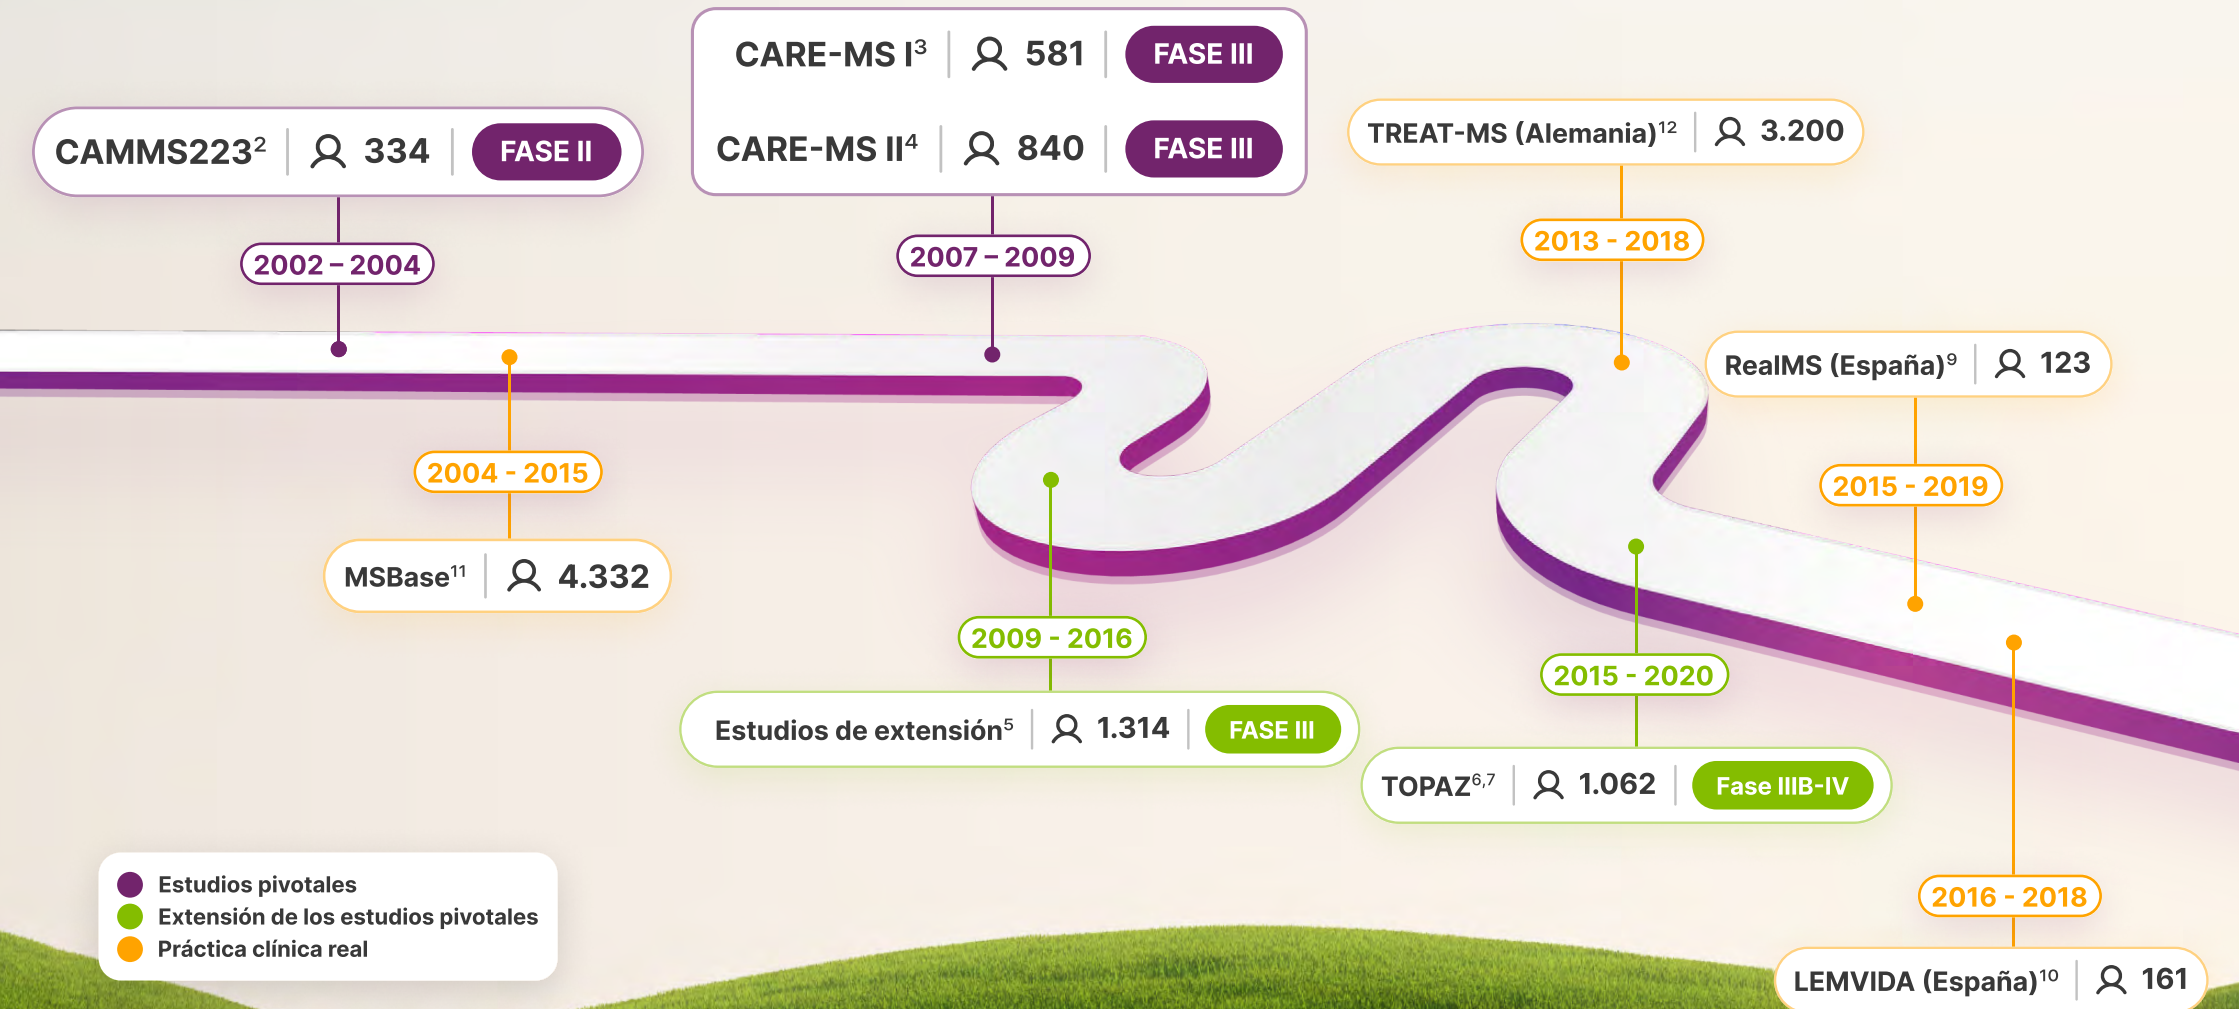 CARE-MS I³ 581 FASE III
CARE-MS II⁴ 840 FASE III
CAMMS223² 334 FASE II
TREAT-MS (Alemania)¹² 3.200
2002 – 2004
2007 – 2009
2013 - 2018
RealMS (España)⁹ 123
2004 - 2015
2015 - 2019
MSBase¹¹ 4.332
2009 - 2016
2015 - 2020
Estudios de extensión⁵ 1.314 FASE III
TOPAZ⁶,⁷ 1.062 Fase IIIB-IV
Estudios pivotales
Extensión de los estudios pivotales
Práctica clínica real
2016 - 2018
LEMVIDA (España)¹⁰ 161